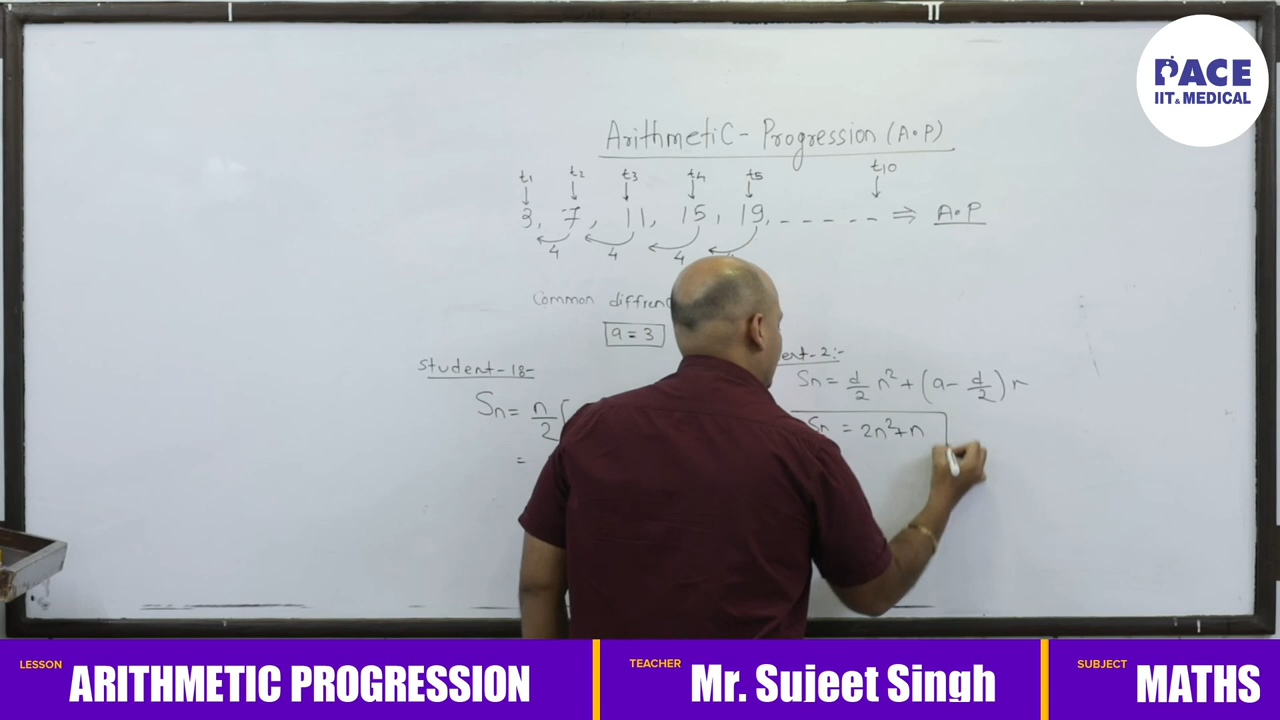 PACE
IIT & MEDICAL
ArithmetiC - Progression (A.P)
t1 t2 t3 t4 t5 t10
3, 7, 11, 15, 19, - - - - - ⇒ A.P
4 4 4
Common diffren
a = 3
Student-1:-
Sn = n/2
=
Sn = d/2 n² + (a - d/2) n
Sn = 2n²+n
LESSON ARITHMETIC PROGRESSION
TEACHER Mr. Sujeet Singh
SUBJECT MATHS